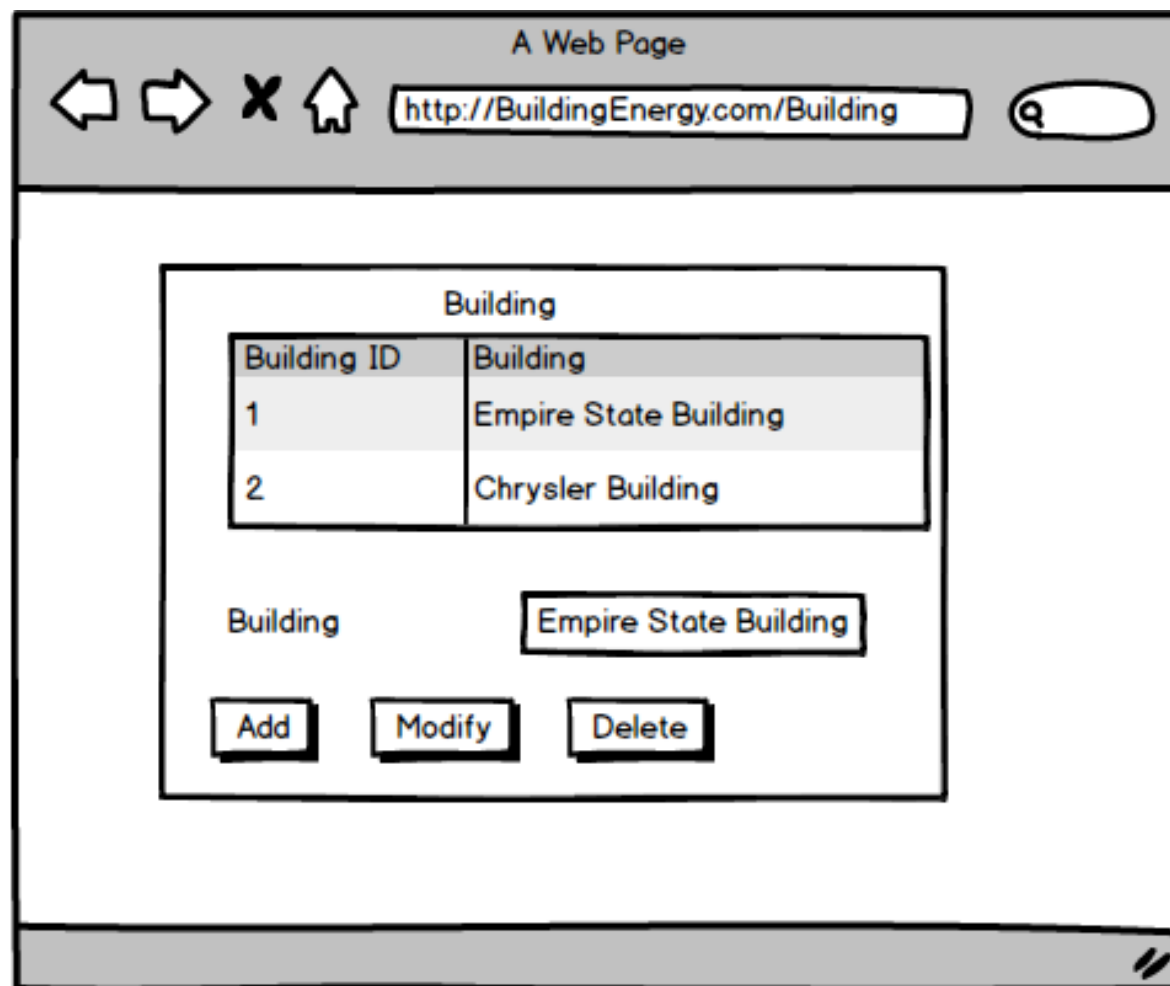 A Web Page
http://BuildingEnergy.com/Building
Building
Building ID Building
1 Empire State Building
2 Chrysler Building
Building Empire State Building
Add Modify Delete